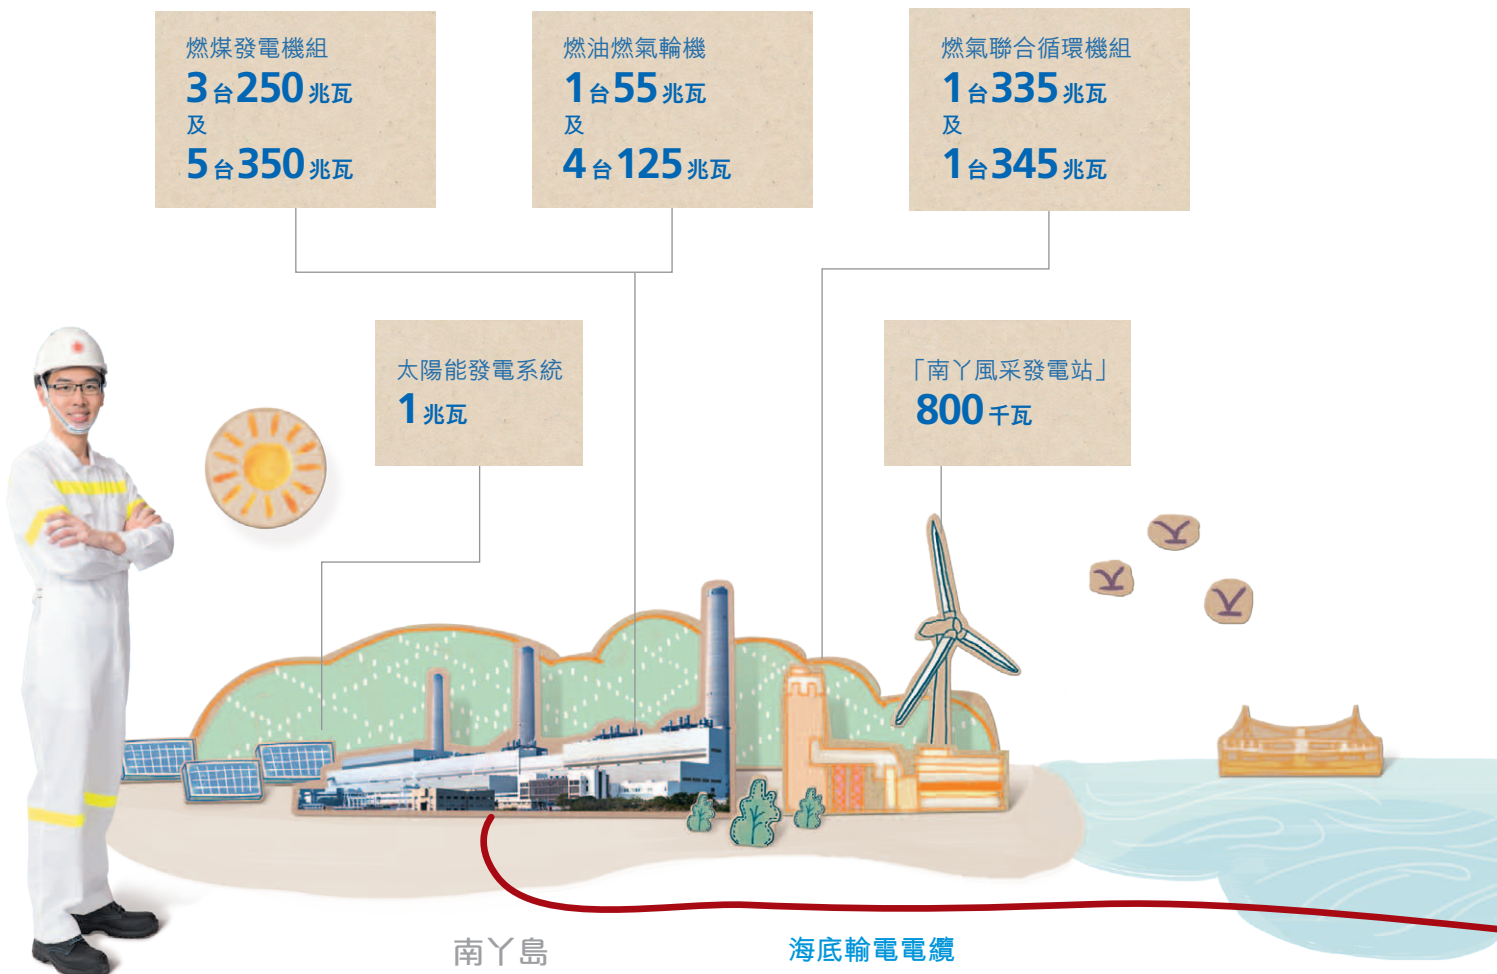 燃煤發電機組
3台250兆瓦
及
5台350兆瓦
燃油燃氣輪機
1台55兆瓦
及
4台125兆瓦
燃氣聯合循環機組
1台335兆瓦
及
1台345兆瓦
太陽能發電系統
1兆瓦
「南丫風采發電站」
800千瓦
南丫島
海底輸電電纜